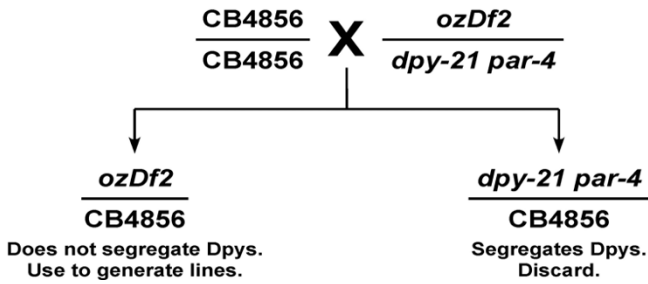 CB4856 X ozDf2
CB4856 dpy-21 par-4
ozDf2 dpy-21 par-4
CB4856 CB4856
Does not segregate Dpys. Segregates Dpys.
Use to generate lines. Discard.